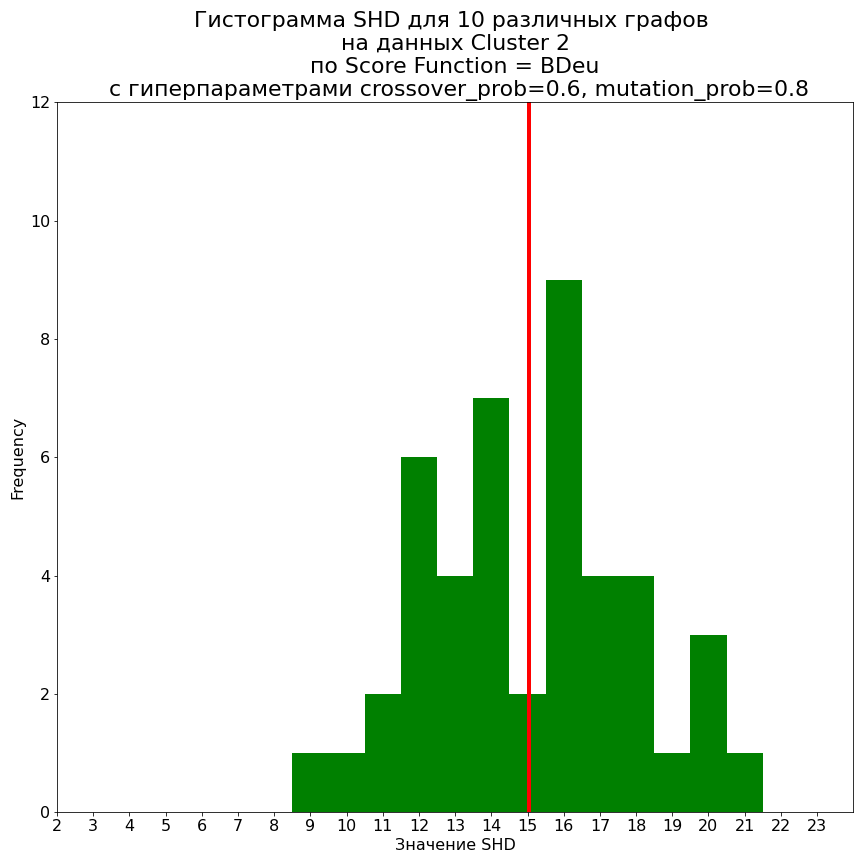 Гистограмма SHD для 10 различных графов
на данных Cluster 2
по Score Function = BDeu
с гиперпараметрами crossover_prob=0.6, mutation_prob=0.8
12
10
8
6
4
2
0
Frequency
2 3 4 5 6 7 8 9 10 11 12 13 14 15 16 17 18 19 20 21 22 23
Значение SHD